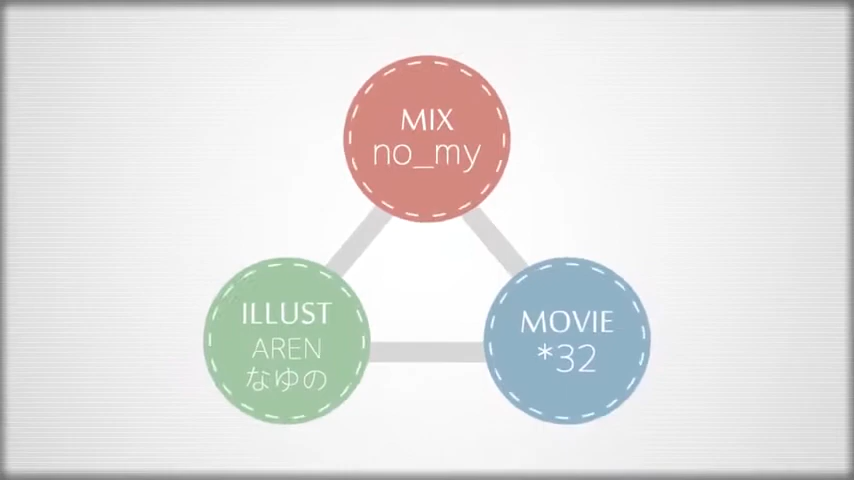 MIX
no_my
ILLUST
AREN
なゆの
MOVIE
*32